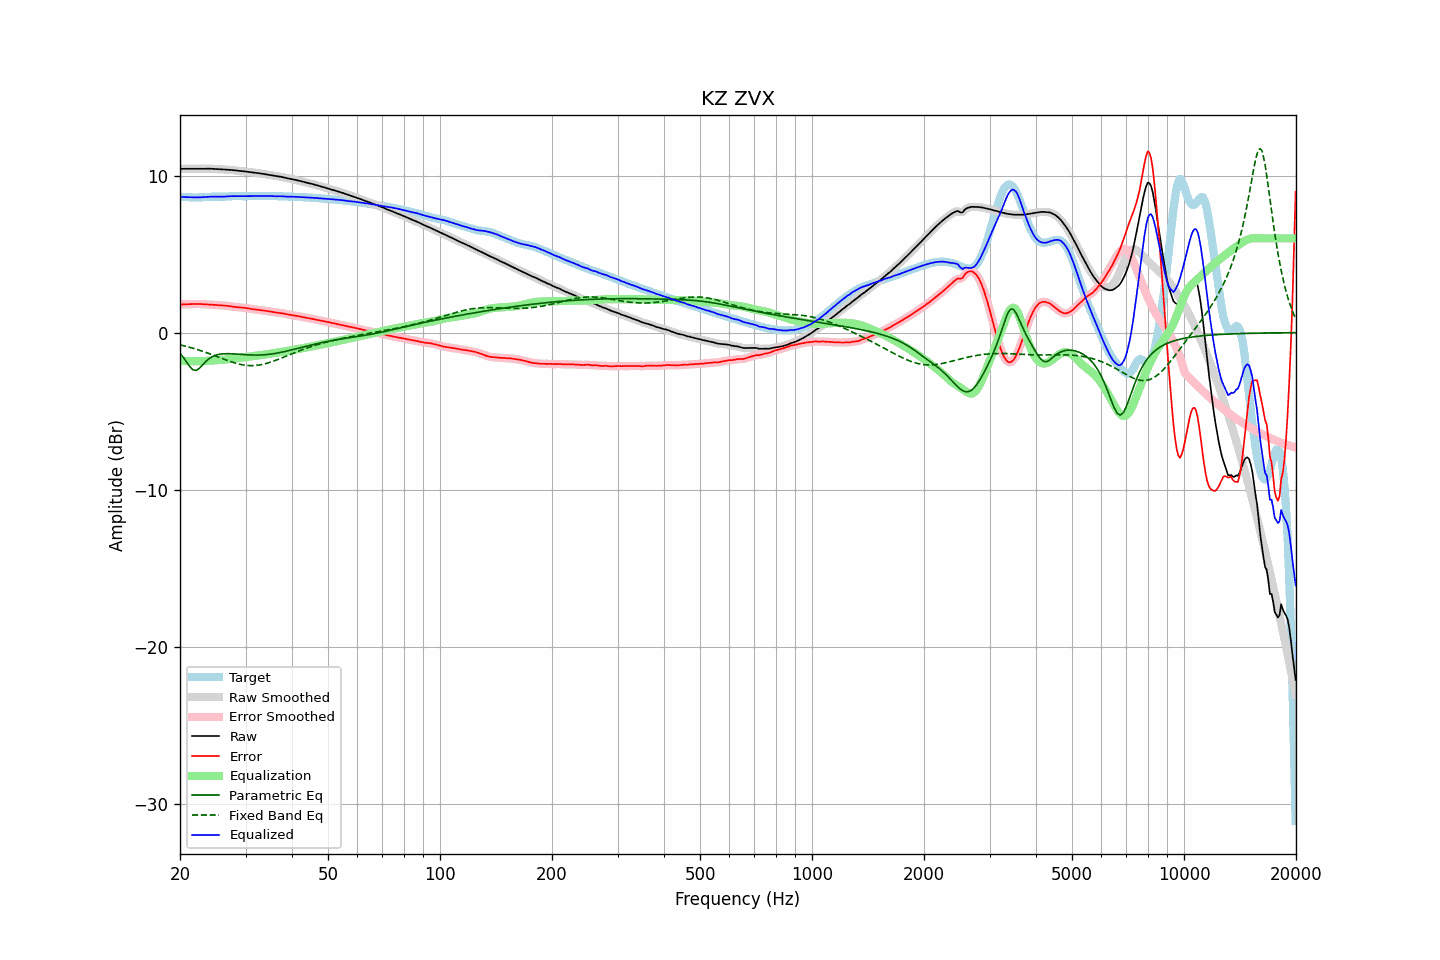 KZ ZVX
10
0
−10
−20
−30
Amplitude (dBr)
Target
Raw Smoothed
Error Smoothed
Raw
Error
Equalization
Parametric Eq
Fixed Band Eq
Equalized
20
50
100
200
500
1000
2000
5000
10000
20000
Frequency (Hz)